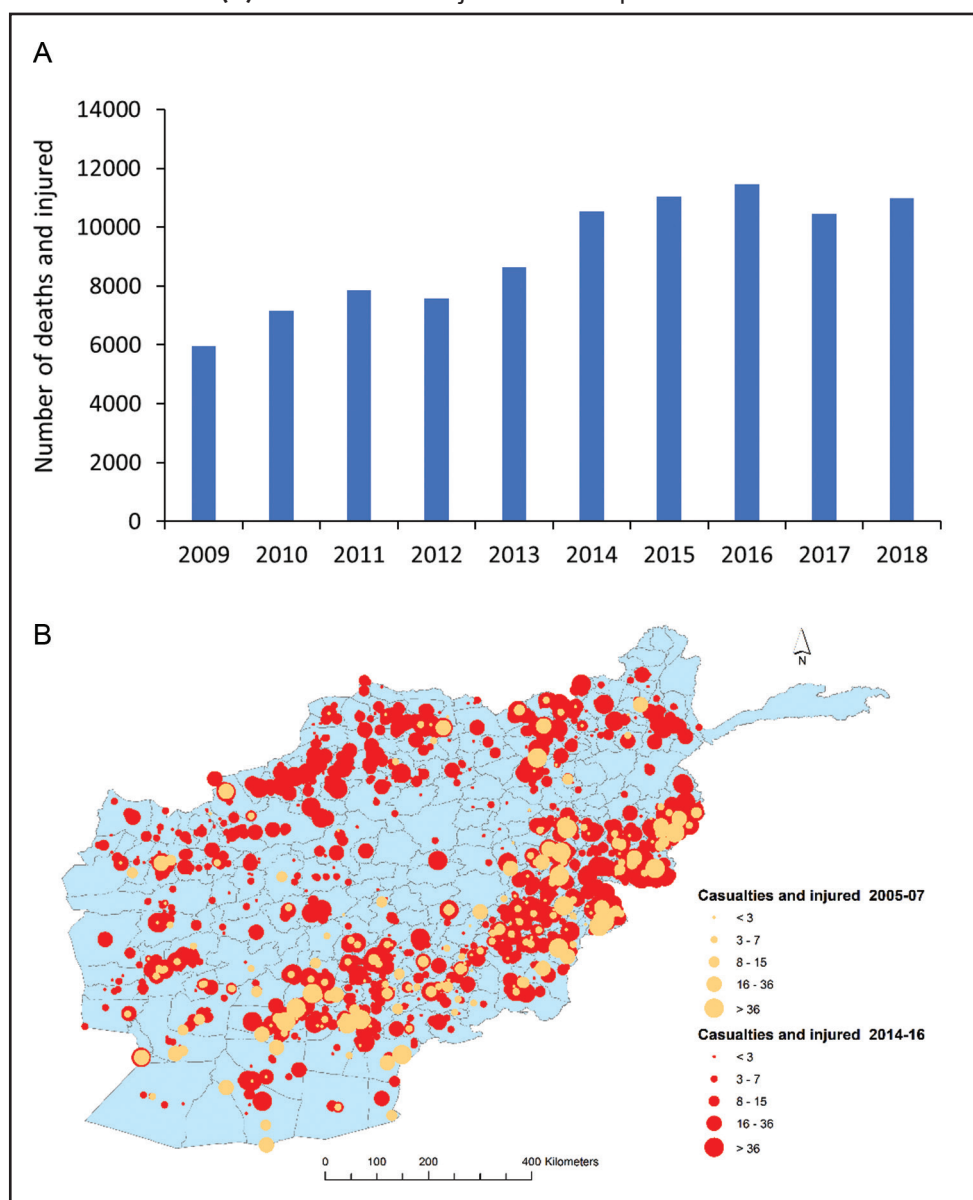 A
Number of deaths and injured
14000
12000
10000
8000
6000
4000
2000
0
2009 2010 2011 2012 2013 2014 2015 2016 2017 2018
B
N
Casualties and injured 2005-07
< 3
3 - 7
8 - 15
16 - 36
> 36
Casualties and injured 2014-16
< 3
3 - 7
8 - 15
16 - 36
> 36
0 100 200 400 Kilometers